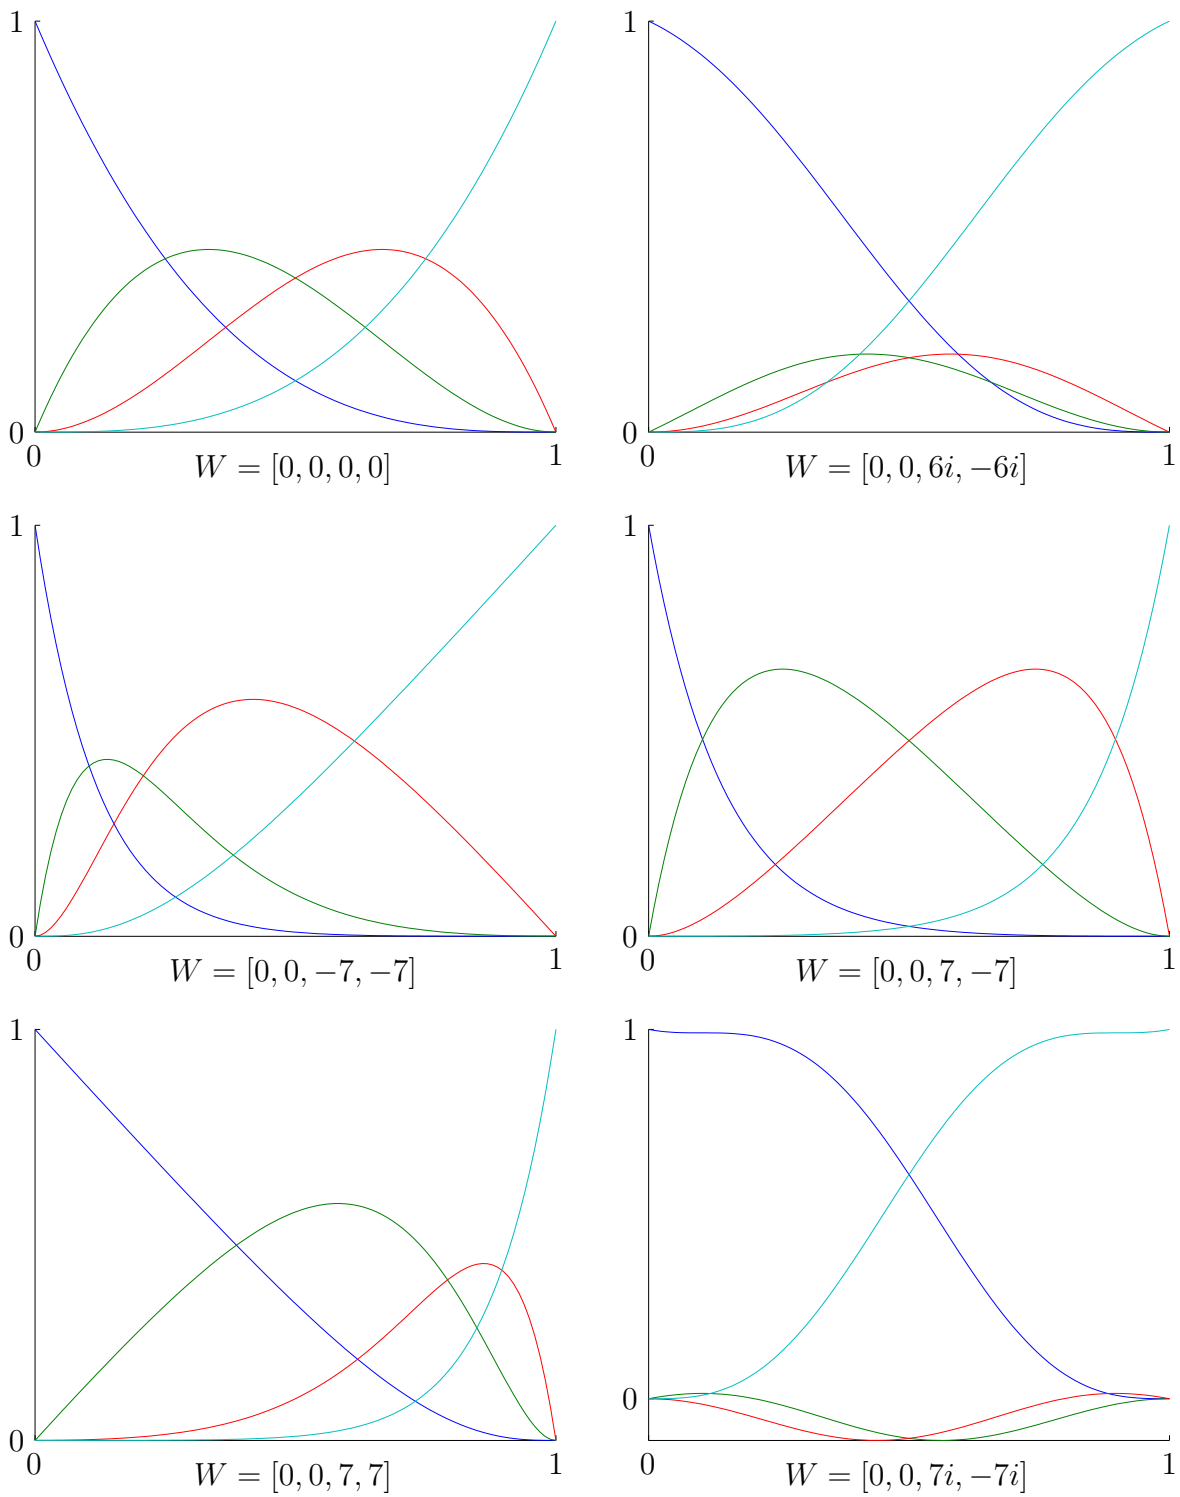 1 1
0 0
0 1 0 1
W = [0, 0, 0, 0] W = [0, 0, 6i, −6i]
1 1
0 0
0 1 0 1
W = [0, 0, −7, −7] W = [0, 0, 7, −7]
1 1
0
0
0 1 0 1
W = [0, 0, 7, 7] W = [0, 0, 7i, −7i]